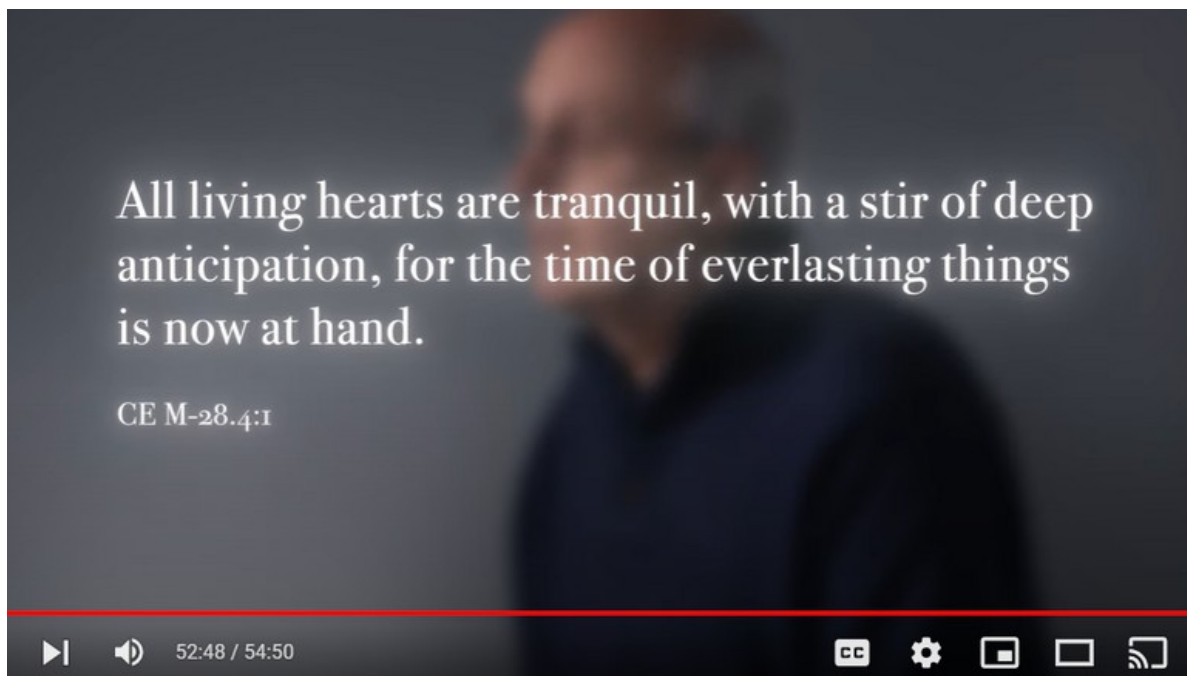 All living hearts are tranquil, with a stir of deep
anticipation, for the time of everlasting things
is now at hand.
CE M-28.4:1
52:48 / 54:50
CC